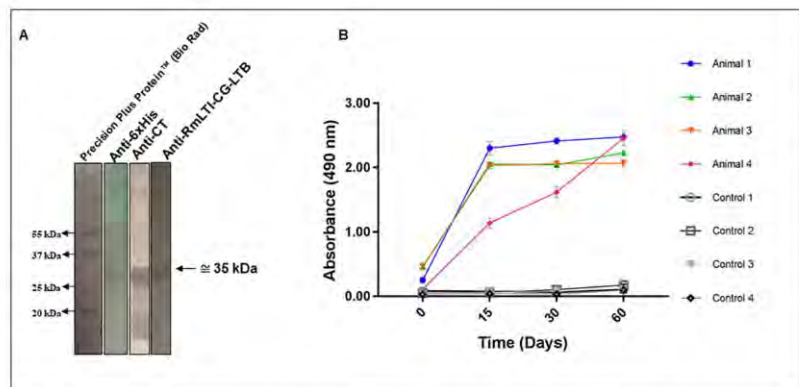 A
Precision Plus Protein™ (Bio Rad)
Anti-6xHis
Anti-CT
Anti-RmLTI-CG-LTB
55 kDa
37 kDa
25 kDa
20 kDa
≅ 35 kDa
B
Absorbance (490 nm)
3.00
2.00
1.00
0.00
0
15
30
60
Time (Days)
Animal 1
Animal 2
Animal 3
Animal 4
Control 1
Control 2
Control 3
Control 4